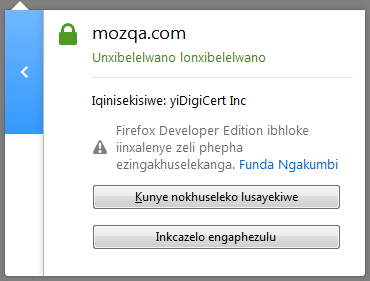 mozqa.com
Unxibelelwano lonxibelelwano
Iqinisekisiwe: yiDigiCert Inc
Firefox Developer Edition ibhloke
iinxalenye zeli phepha
ezingakhuselekanga. Funda Ngakumbi
Kunye nokhuseleko lusayekiwe
Inkcazelo engaphezulu